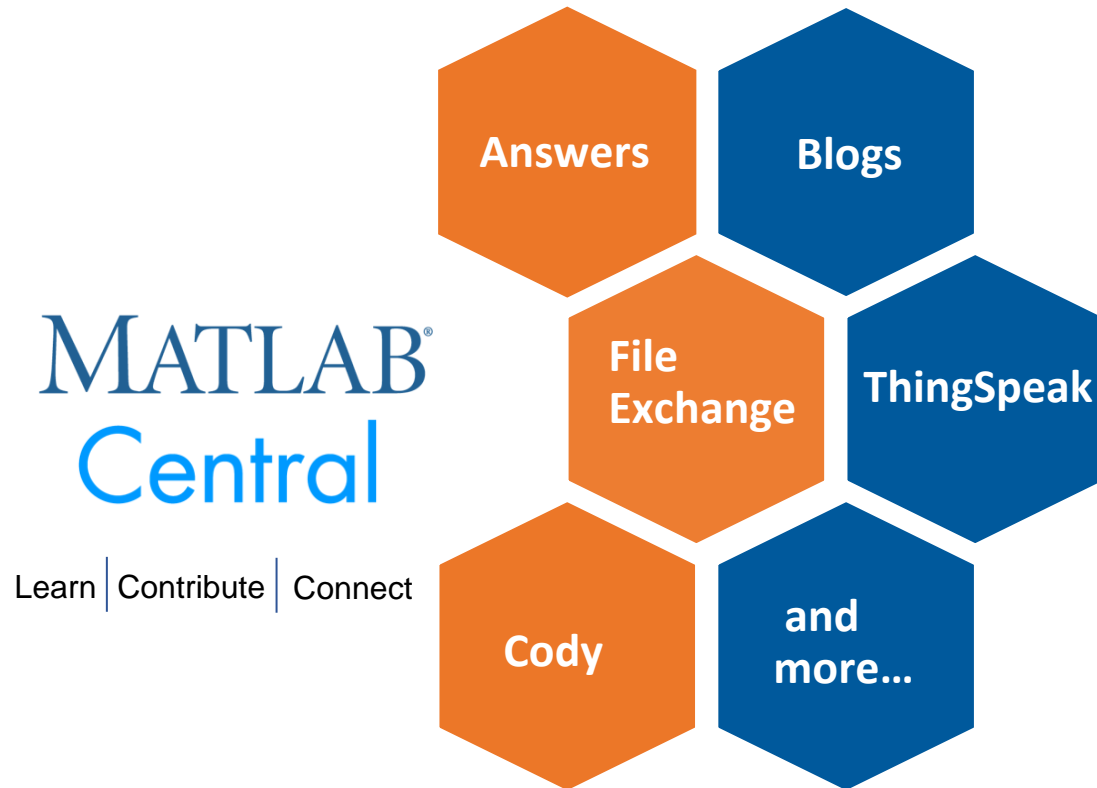 MATLAB®
Central
Learn | Contribute | Connect
Answers
Blogs
File
Exchange
ThingSpeak
Cody
and
more...